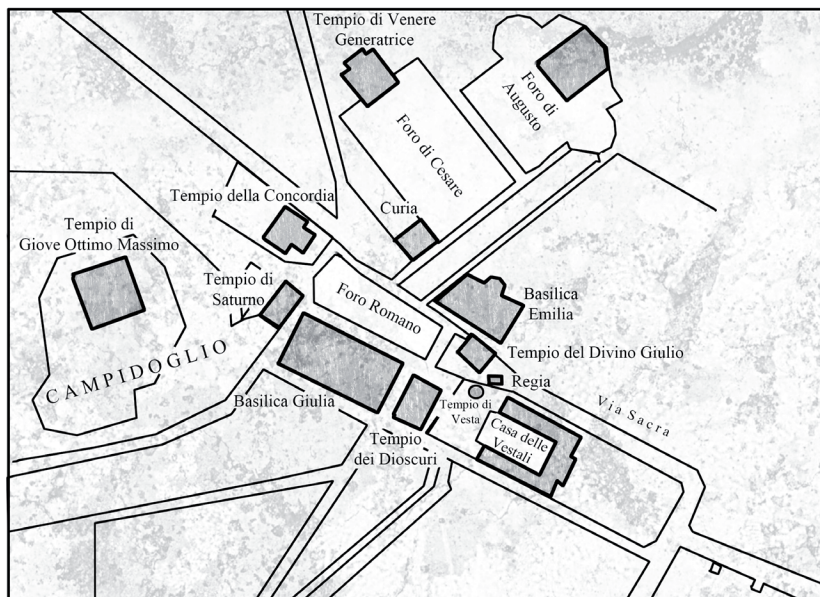 Tempio di Venere
Generatrice
Foro di
Augusto
Foro di Cesare
Tempio della Concordia
Curia
Tempio di
Giove Ottimo Massimo
Tempio di
Saturno
Foro Romano
Basilica
Emilia
CAMPIDOGLIO
Tempio del Divino Giulio
Regia
Basilica Giulia
Tempio di
Vesta
Via Sacra
Casa delle
Vestali
Tempio
dei Dioscuri